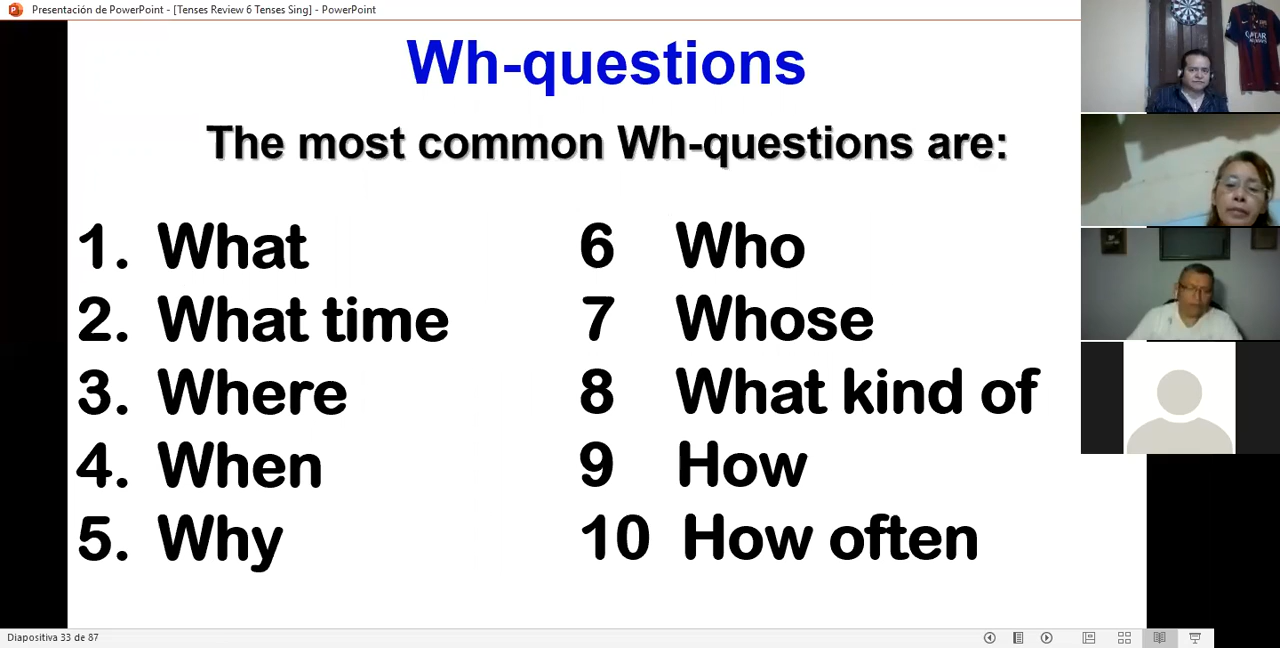 Presentación de PowerPoint - [Tenses Review 6 Tenses Sing] - PowerPoint
Wh-questions
The most common Wh-questions are:
1. What
2. What time
3. Where
4. When
5. Why
6 Who
7 Whose
8 What kind of
9 How
10 How often
QATAR
AIRWAYS
Diapositiva 33 de 87